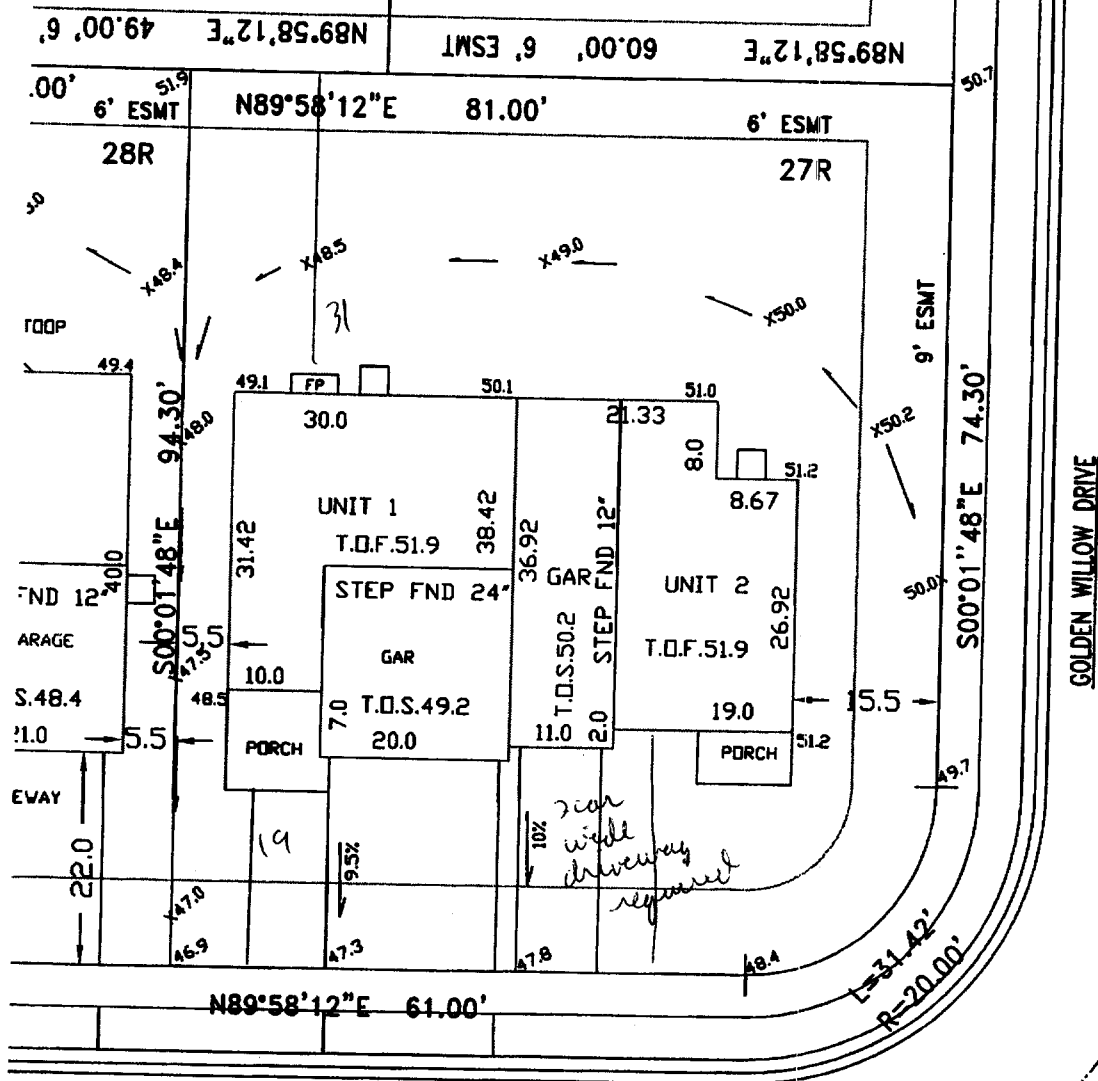 N89°58'12"E 49.00' 6'
N89°58'12"E 60.00' 6' ESMT
.00'
51.9
50.7
6' ESMT
N89°58'12"E 81.00'
6' ESMT
28R
27R
X48.4
X48.5
X49.0
X50.0
31
9' ESMT
TOOP
49.4
49.1
FP
50.1
51.0
30.0
21.33
X50.2
S00°01'48"E 94.30'
X48.0
8.0
51.2
8.67
S00°01'48"E 74.30'
GOLDEN WILLOW DRIVE
UNIT 1
T.O.F.51.9
31.42
38.42
36.92
STEP FND 24"
GAR
STEP FND 12"
UNIT 2
T.O.F.51.9
26.92
50.0X
40.0
FND 12"
ARAGE
5.5
X47.5
GAR
T.O.S.50.2
10.0
S.48.4
48.5
7.0
T.O.S.49.2
19.0
15.5
21.0
5.5
PORCH
20.0
11.0
2.0
PORCH
51.2
49.7
EWAY
22.0
19
9.5%
10%
2 car
wide
driveway
required
X47.0
46.9
47.3
47.8
48.4
L=31.42'
R=20.00'
N89°58'12"E 61.00'